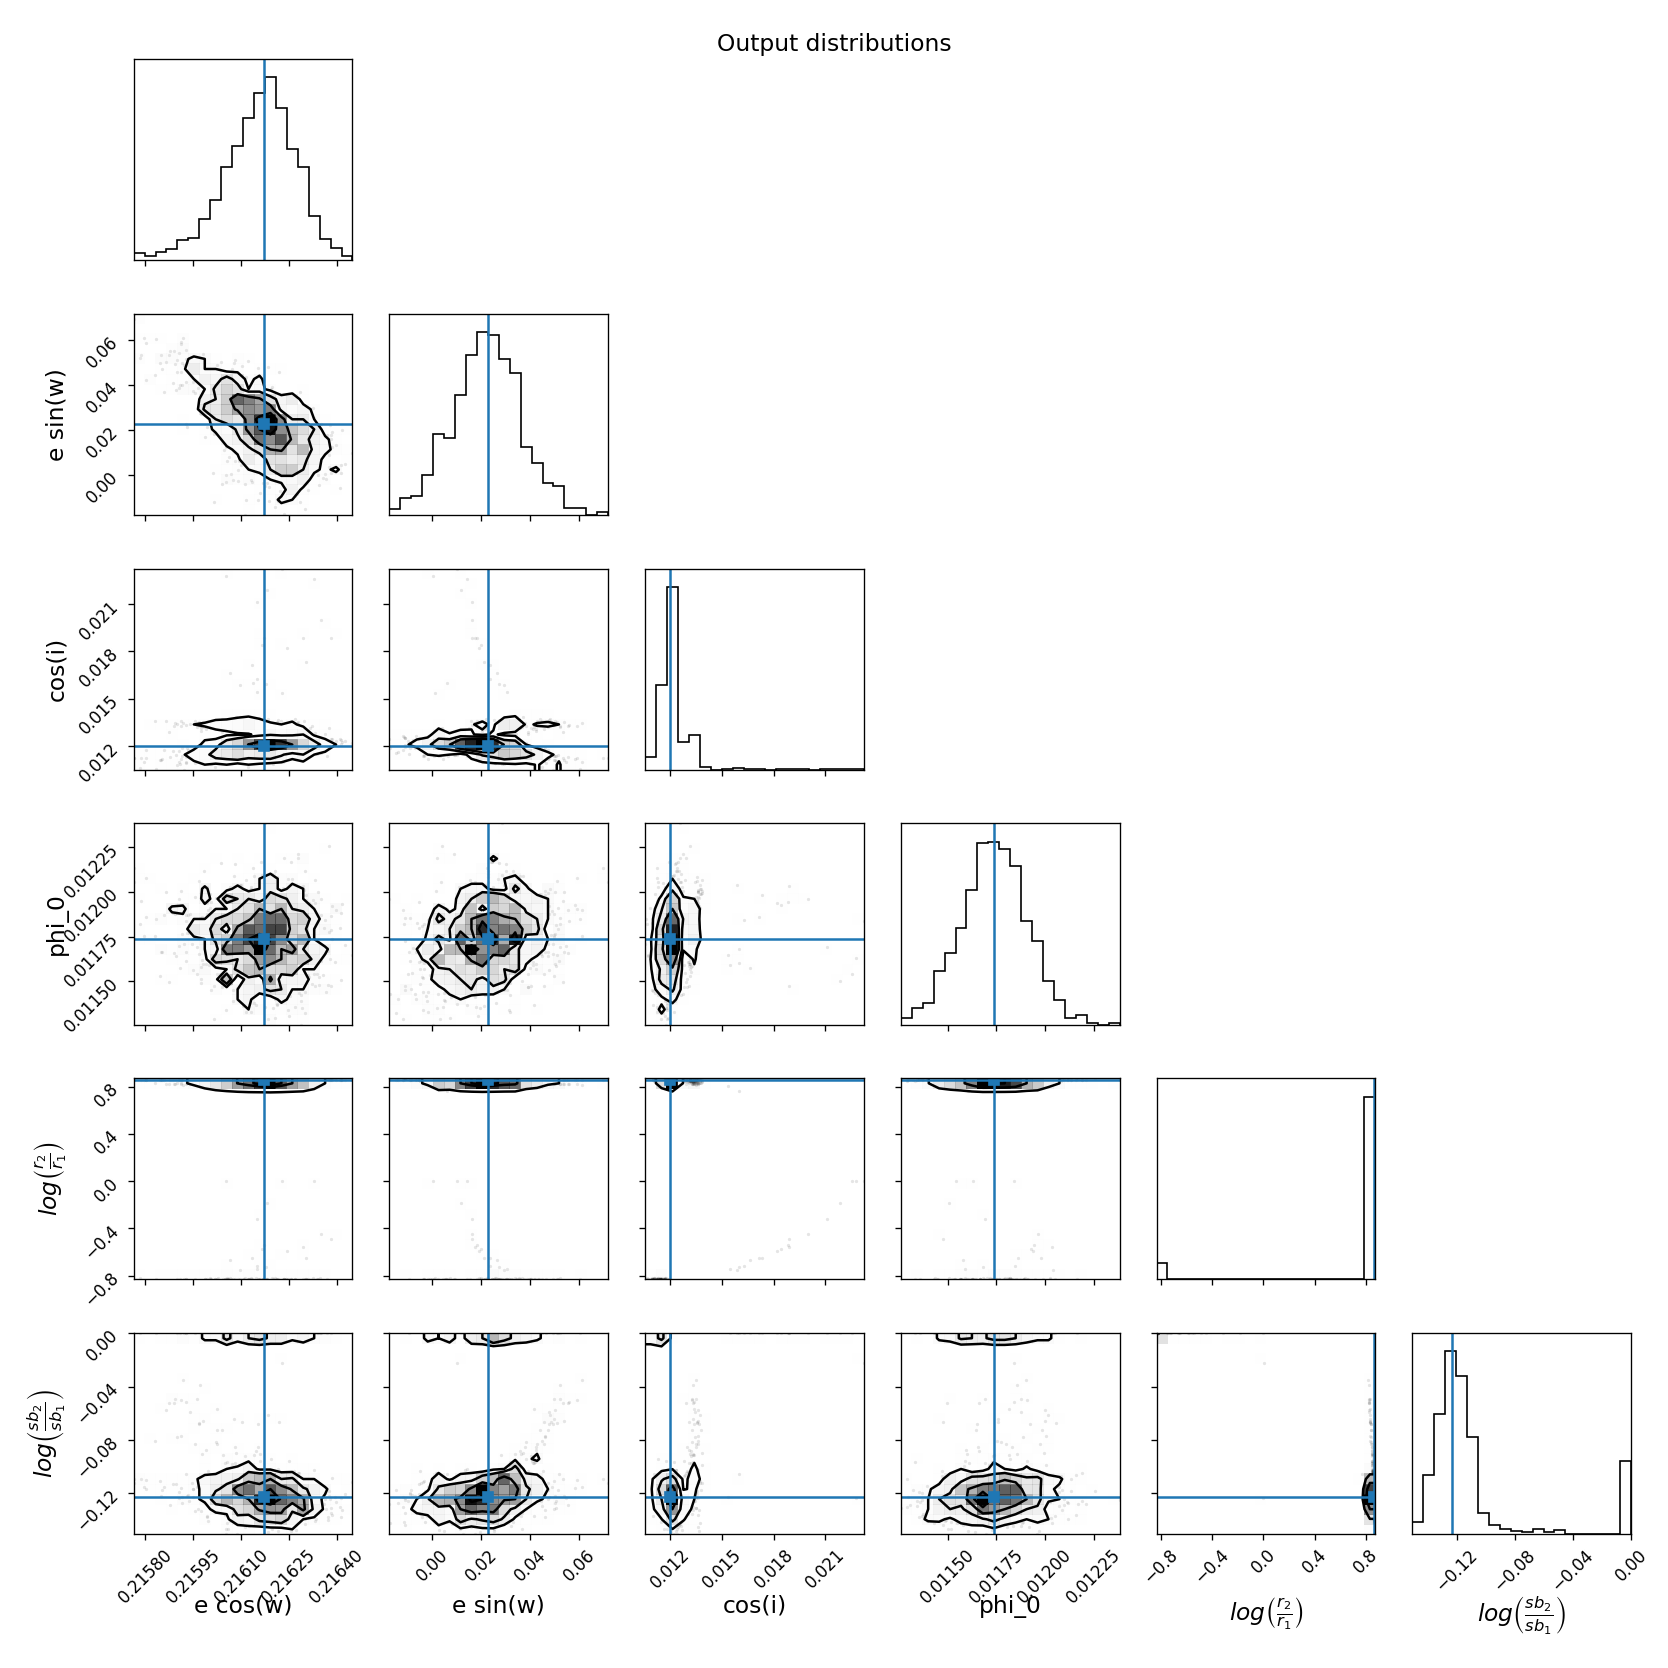 Output distributions
e sin(w)
0.06
0.04
0.02
0.00
cos(i)
0.021
0.018
0.015
0.012
phi_0
0.01225
0.01200
0.01175
0.01150
log(r2/r1)
0.8
0.4
0.0
−0.4
−0.8
log(sb2/sb1)
0.00
−0.04
−0.08
−0.12
0.21580 0.21595 0.21610 0.21625 0.21640
0.00 0.02 0.04 0.06
0.012 0.015 0.018 0.021
0.01150 0.01175 0.01200 0.01225
−0.8 −0.4 0.0 0.4 0.8
−0.12 −0.08 −0.04 0.00
e cos(w) e sin(w) cos(i) phi_0 log(r2/r1) log(sb2/sb1)